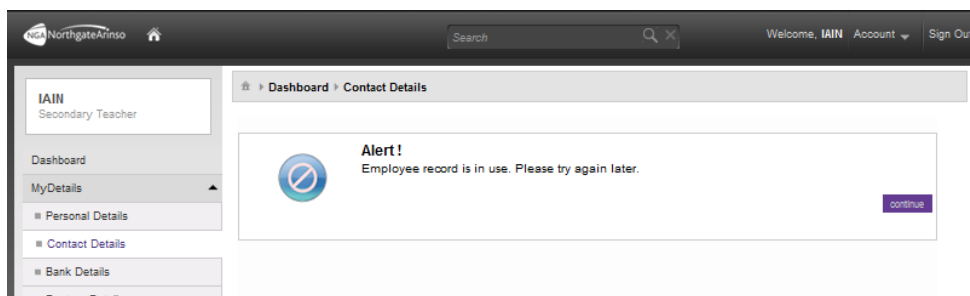 NGA NorthgateArinso
Search
Welcome, IAIN Account Sign Ou
IAIN
Secondary Teacher
Dashboard
MyDetails
Personal Details
Contact Details
Bank Details
Dashboard Contact Details
Alert !
Employee record is in use. Please try again later.
continue